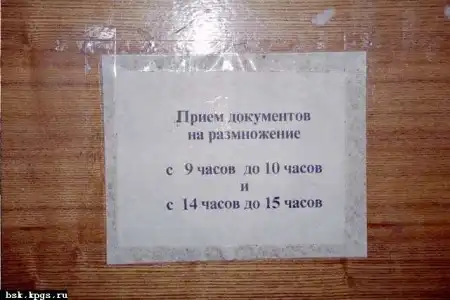 Прием документов
на размножение
с 9 часов до 10 часов
и
с 14 часов до 15 часов
bsk.kpgs.ru